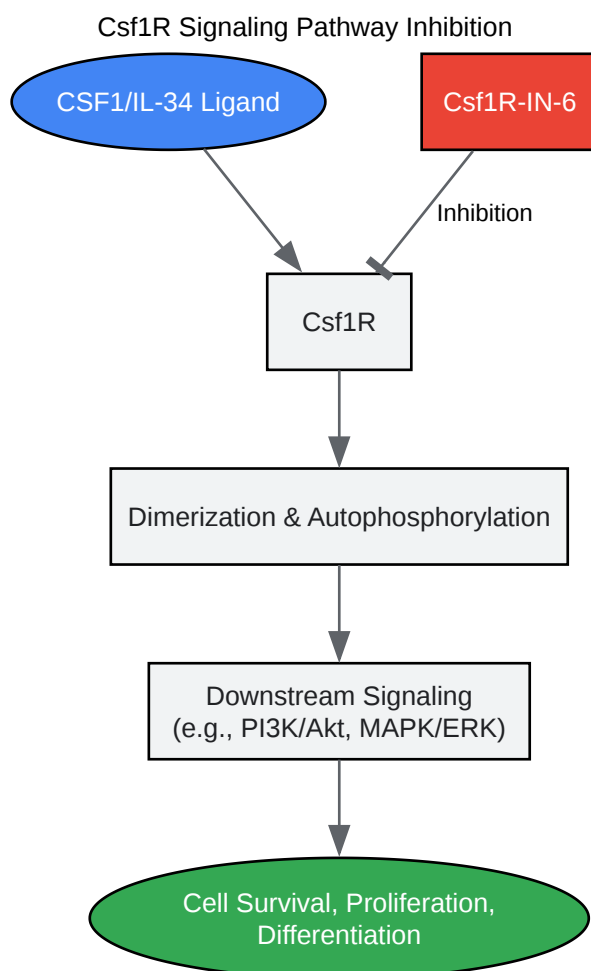 Csf1R Signaling Pathway Inhibition
CSF1/IL-34 Ligand
Csf1R-IN-6
Inhibition
Csf1R
Dimerization & Autophosphorylation
Downstream Signaling
(e.g., PI3K/Akt, MAPK/ERK)
Cell Survival, Proliferation,
Differentiation